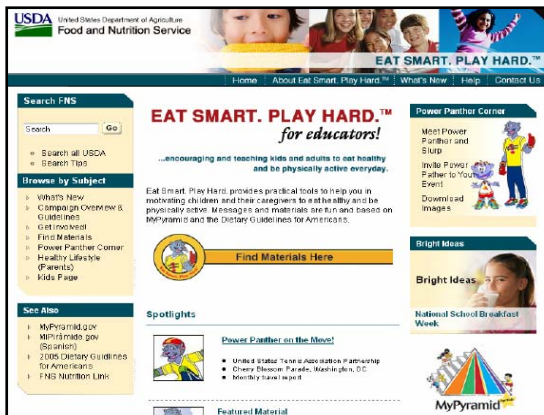 USDA
United States Department of Agriculture
Food and Nutrition Service
EAT SMART. PLAY HARD.™
Home
About Eat Smart. Play Hard.™
What's New
Help
Contact Us
Search FNS
Search
Go
Search all USDA
Search Tips
Browse by Subject
What's New
Campaign Overview &
Guidelines
Get Involved!
Find Materials
Power Panther Corner
Healthy Lifestyle
(Parents)
Kids Page
See Also
MyPyramid.gov
MiPirámide.gov
(Spanish)
2005 Dietary Guidlines
for Americans
FNS Nutrition Link
EAT SMART. PLAY HARD.™
for educators!
...encouraging and teaching kids and adults to eat healthy
and be physically active everyday.
Eat Smart. Play Hard. provides practical tools to help you in
motivating children and their caregivers to eat healthy and be
physically active. Messages and materials are fun and based on
MyPyramid and the Dietary Guidelines for Americans.
Find Materials Here
Spotlights
Power Panther on the Move!
United States Tennis Association Partnership
Cherry Blossom Parade, Washington, DC
Monthly travel report
Featured Material
Power Panther Corner
Meet Power
Panther and
Slurp
Invite Power
Pather to Your
Event
Download
Images
Bright Ideas
Bright Ideas
National School Breakfast
Week
MyPyramid